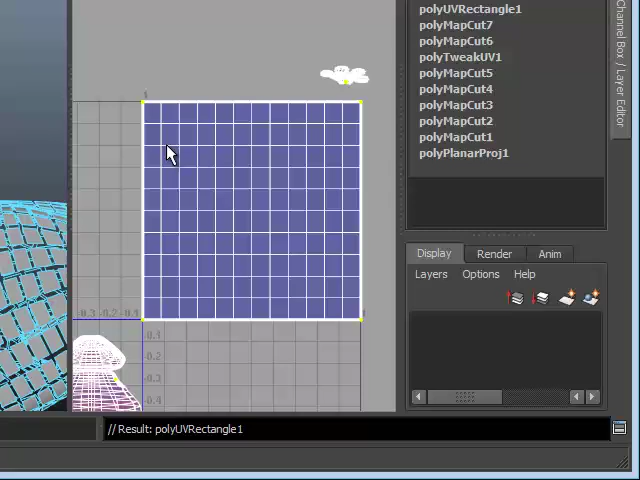 polyUVRectangle1
polyMapCut7
polyMapCut6
polyTweakUV1
polyMapCut5
polyMapCut4
polyMapCut3
polyMapCut2
polyMapCut1
polyPlanarProj1
Channel Box / Layer Editor
Display Render Anim
Layers Options Help
-0.3 -0.2 -0.1
-0.1
-0.2
-0.3
-0.4
// Result: polyUVRectangle1